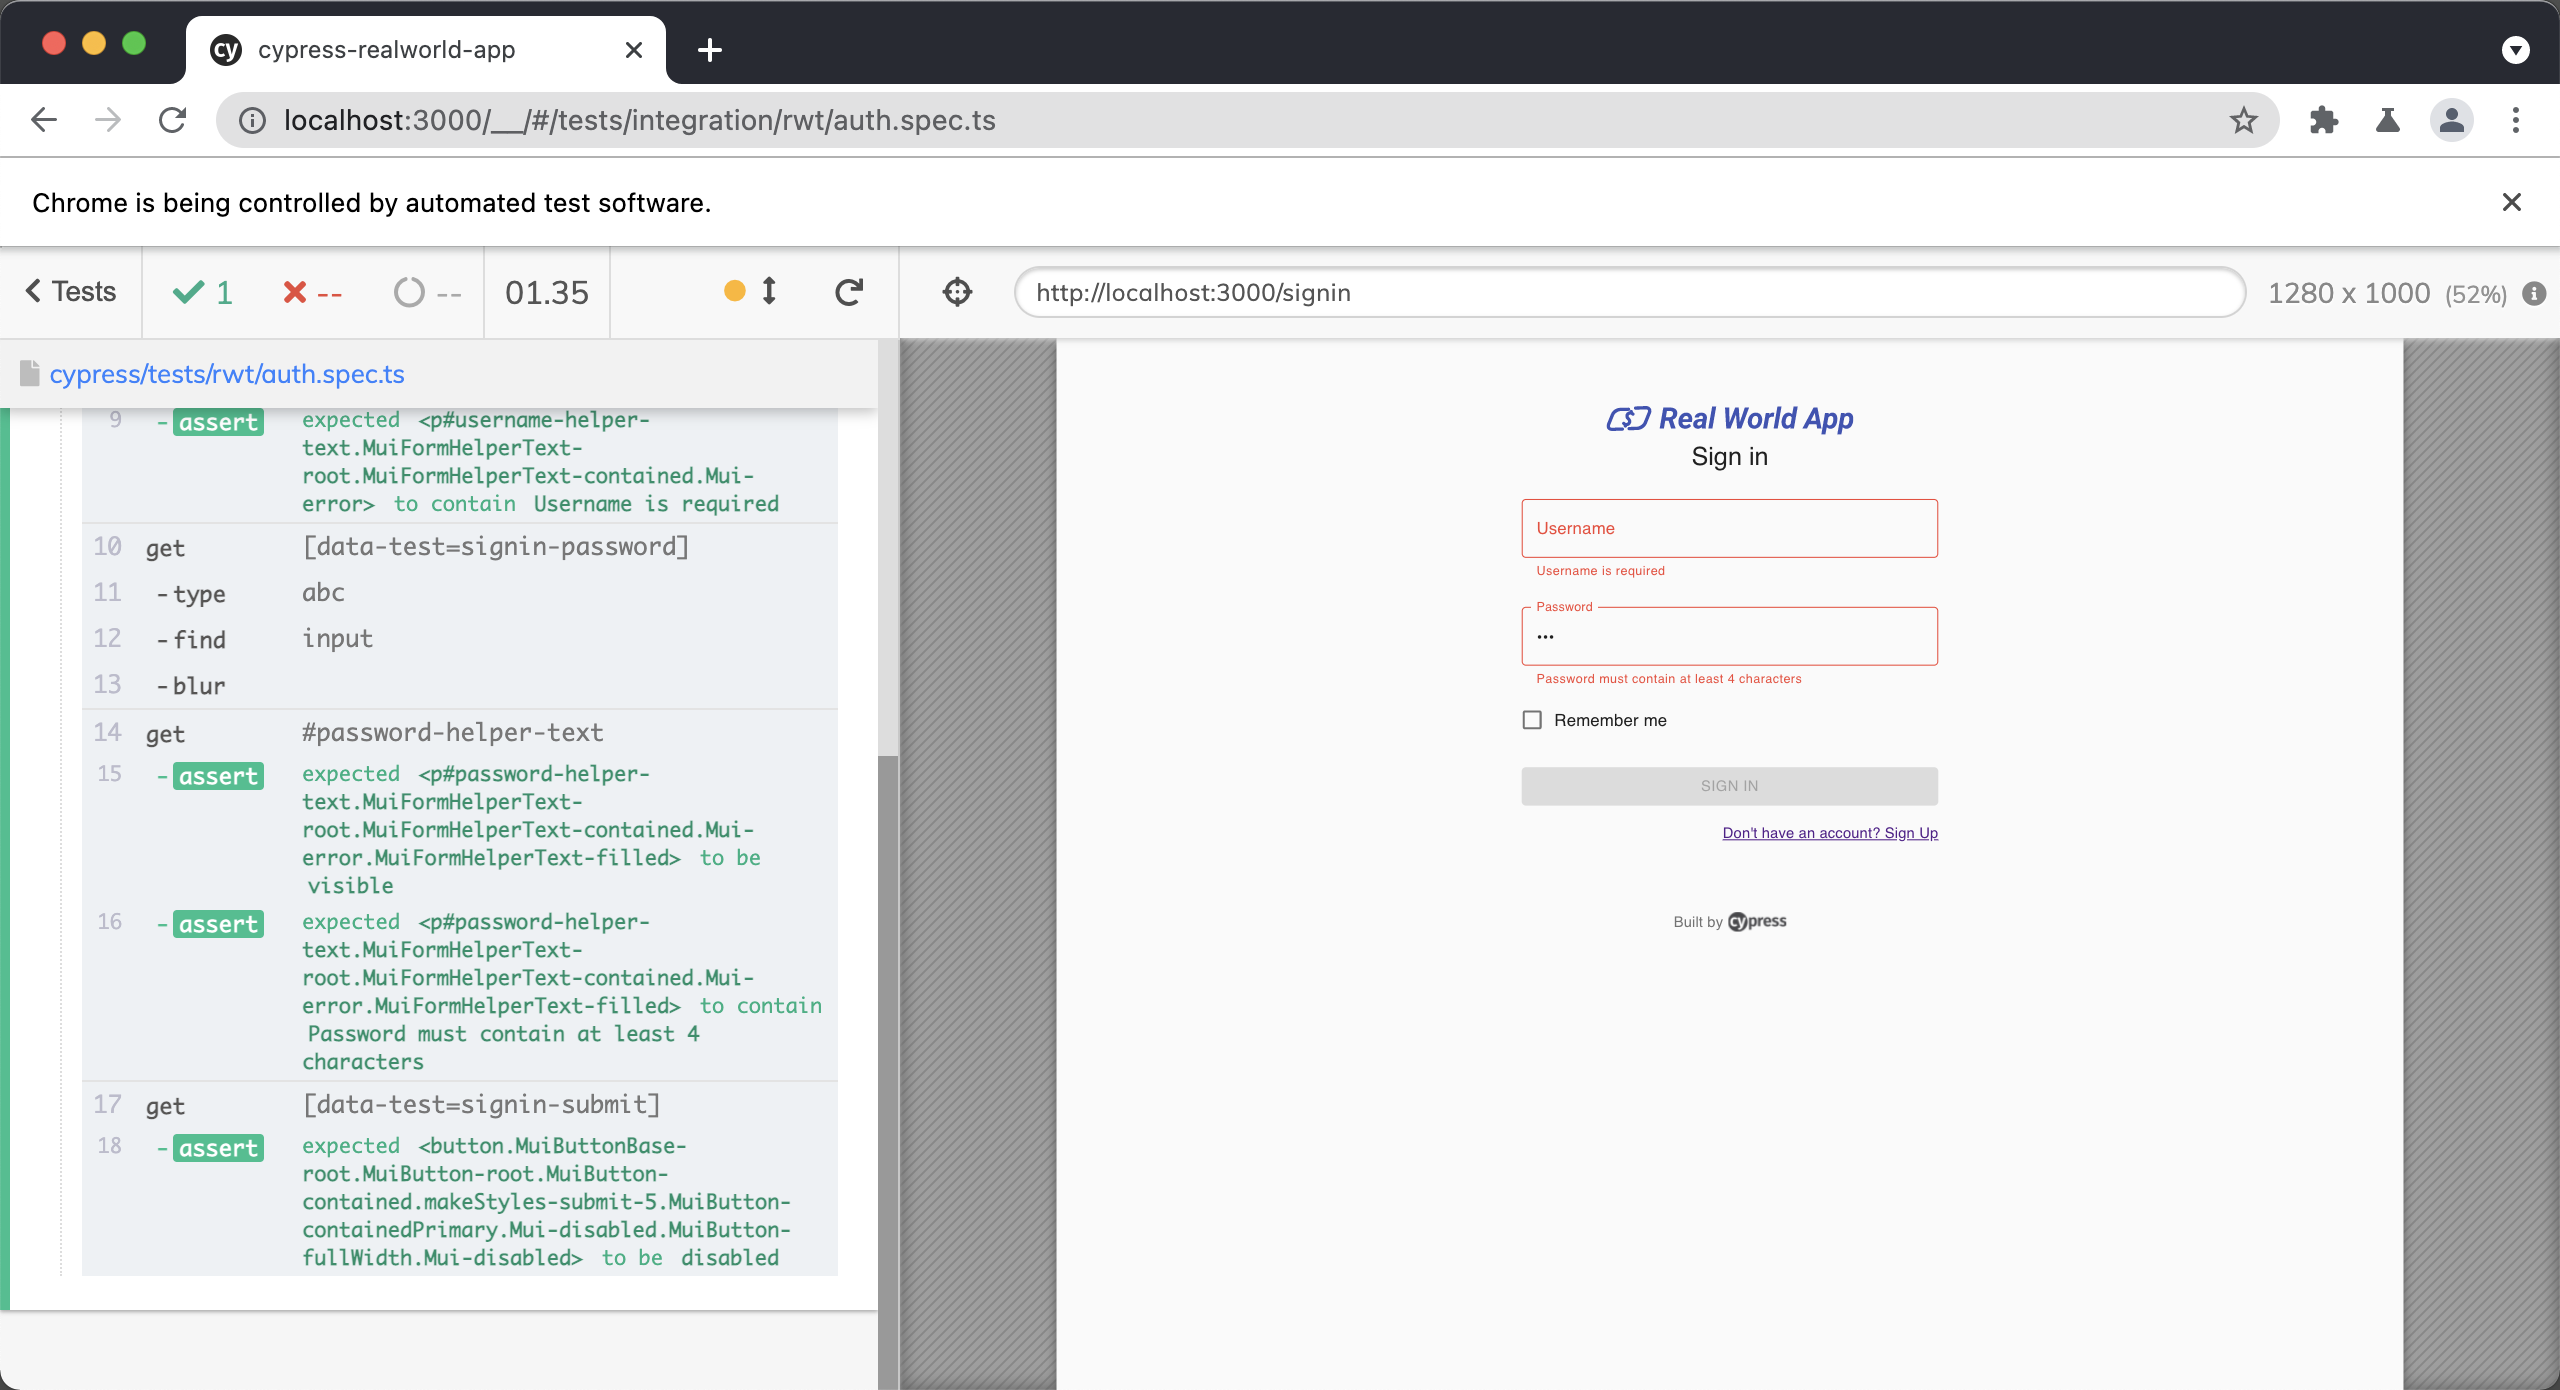 cy cypress-realworld-app
localhost:3000/__/#/tests/integration/rwt/auth.spec.ts
Chrome is being controlled by automated test software.
Tests 1 -- -- 01.35
http://localhost:3000/signin 1280 x 1000 (52%)
cypress/tests/rwt/auth.spec.ts
9 -assert expected <p#username-helper-
text.MuiFormHelperText-
root.MuiFormHelperText-contained.Mui-
error> to contain Username is required
10 get [data-test=signin-password]
11 -type abc
12 -find input
13 -blur
14 get #password-helper-text
15 -assert expected <p#password-helper-
text.MuiFormHelperText-
root.MuiFormHelperText-contained.Mui-
error.MuiFormHelperText-filled> to be
visible
16 -assert expected <p#password-helper-
text.MuiFormHelperText-
root.MuiFormHelperText-contained.Mui-
error.MuiFormHelperText-filled> to contain
Password must contain at least 4
characters
17 get [data-test=signin-submit]
18 -assert expected <button.MuiButtonBase-
root.MuiButton-root.MuiButton-
contained.makeStyles-submit-5.MuiButton-
containedPrimary.Mui-disabled.MuiButton-
fullWidth.Mui-disabled> to be disabled
Real World App
Sign in
Username
Username is required
Password
•••
Password must contain at least 4 characters
Remember me
SIGN IN
Don't have an account? Sign Up
Built by cypress